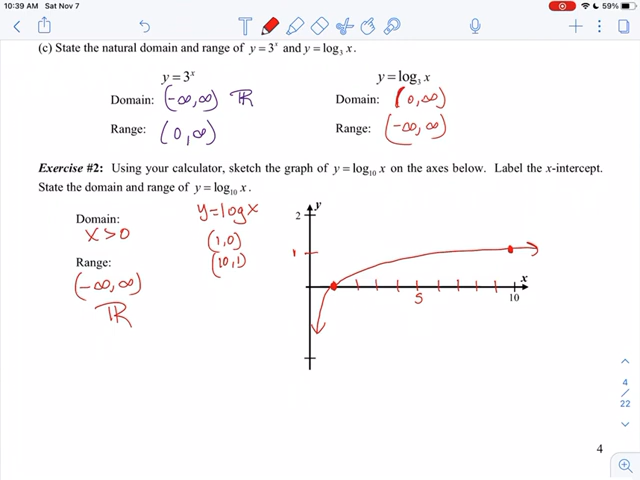 10:39 AM Sat Nov 7
59%
(c) State the natural domain and range of y = 3ˣ and y = log₃ x.
y = 3ˣ
y = log₃ x
Domain: (-∞,∞) ℝ
Domain: (0,∞)
Range: (0,∞)
Range: (-∞,∞)
Exercise #2: Using your calculator, sketch the graph of y = log₁₀ x on the axes below. Label the x-intercept.
State the domain and range of y = log₁₀ x.
Domain:
x>0
Range:
(-∞,∞)
ℝ
y=logx
(1,0)
(10,1)
y
2
1
x
5
10
4
4
/
22